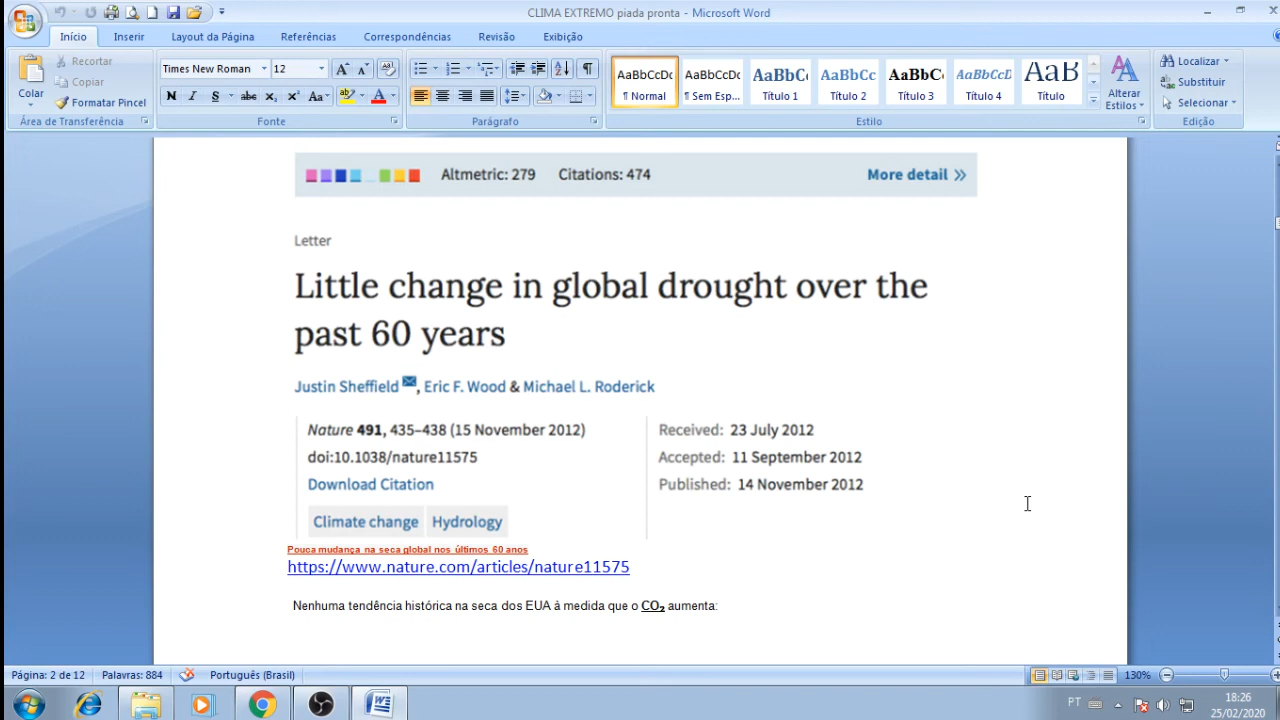 CLIMA EXTREMO piada pronta - Microsoft Word
Início Inserir Layout da Página Referências Correspondências Revisão Exibição
Colar
Recortar
Copiar
Formatar Pincel
Área de Transferência
Times New Roman 12
N I S abc x₂ x² Aa
Fonte
Parágrafo
AaBbCcDc AaBbCcDc AaBbC AaBbCc AaBbC AaBbCcD AaB
¶ Normal ¶ Sem Esp... Título 1 Título 2 Título 3 Título 4 Título
Alterar Estilos
Estilo
Localizar
Substituir
Selecionar
Edição
Altmetric: 279 Citations: 474 More detail »
Letter
Little change in global drought over the
past 60 years
Justin Sheffield, Eric F. Wood & Michael L. Roderick
Nature 491, 435–438 (15 November 2012)
doi:10.1038/nature11575
Download Citation
Climate change Hydrology
Received: 23 July 2012
Accepted: 11 September 2012
Published: 14 November 2012
Pouca mudança na seca global nos últimos 60 anos
https://www.nature.com/articles/nature11575
Nenhuma tendência histórica na seca dos EUA à medida que o CO₂ aumenta:
Página: 2 de 12 Palavras: 884 Português (Brasil) 130%
PT 18:26
25/02/2020